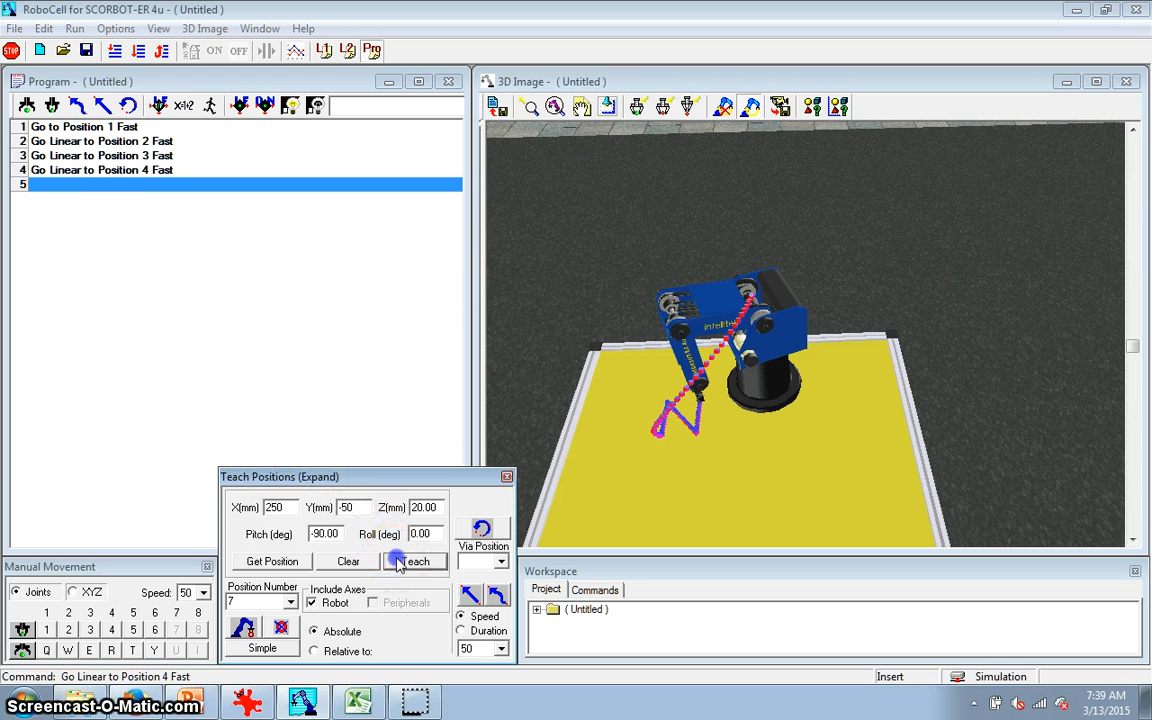 RoboCell for SCORBOT-ER 4u - (Untitled )
File Edit Run Options View 3D Image Window Help
STOP ON OFF L1 L2 Prg
Program - ( Untitled )
3D Image - ( Untitled )
1 Go to Position 1 Fast
2 Go Linear to Position 2 Fast
3 Go Linear to Position 3 Fast
4 Go Linear to Position 4 Fast
5
Teach Positions (Expand)
X(mm) 250 Y(mm) -50 Z(mm) 20.00
Pitch (deg) -90.00 Roll (deg) 0.00
Via Position
Get Position Clear Teach
Position Number
7
Include Axes
Robot Peripherals
Speed
Duration
50
Absolute
Relative to:
Simple
Manual Movement
Joints XYZ Speed: 50
1 2 3 4 5 6 7 8
1 2 3 4 5 6 7 8
Q W E R T Y U I
Workspace
Project Commands
( Untitled )
Command: Go Linear to Position 4 Fast
Insert Simulation
Screencast-O-Matic.com
7:39 AM
3/13/2015